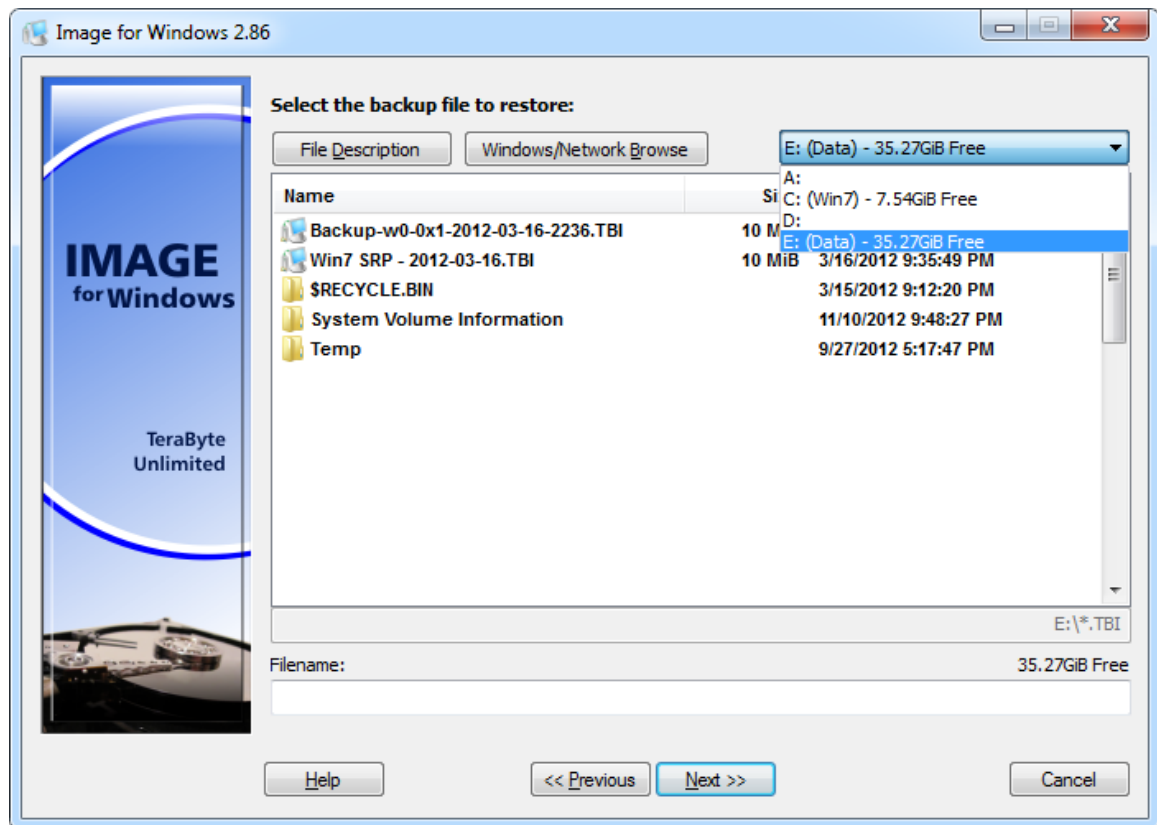 Image for Windows 2.86
Select the backup file to restore:
File Description Windows/Network Browse E: (Data) - 35.27GiB Free
A:
C: (Win7) - 7.54GiB Free
D:
E: (Data) - 35.27GiB Free
Name
Backup-w0-0x1-2012-03-16-2236.TBI 10 M
Win7 SRP - 2012-03-16.TBI 10 MiB 3/16/2012 9:35:49 PM
$RECYCLE.BIN 3/15/2012 9:12:20 PM
System Volume Information 11/10/2012 9:48:27 PM
Temp 9/27/2012 5:17:47 PM
IMAGE
for Windows
TeraByte
Unlimited
E:\*.TBI
Filename: 35.27GiB Free
Help << Previous Next >> Cancel